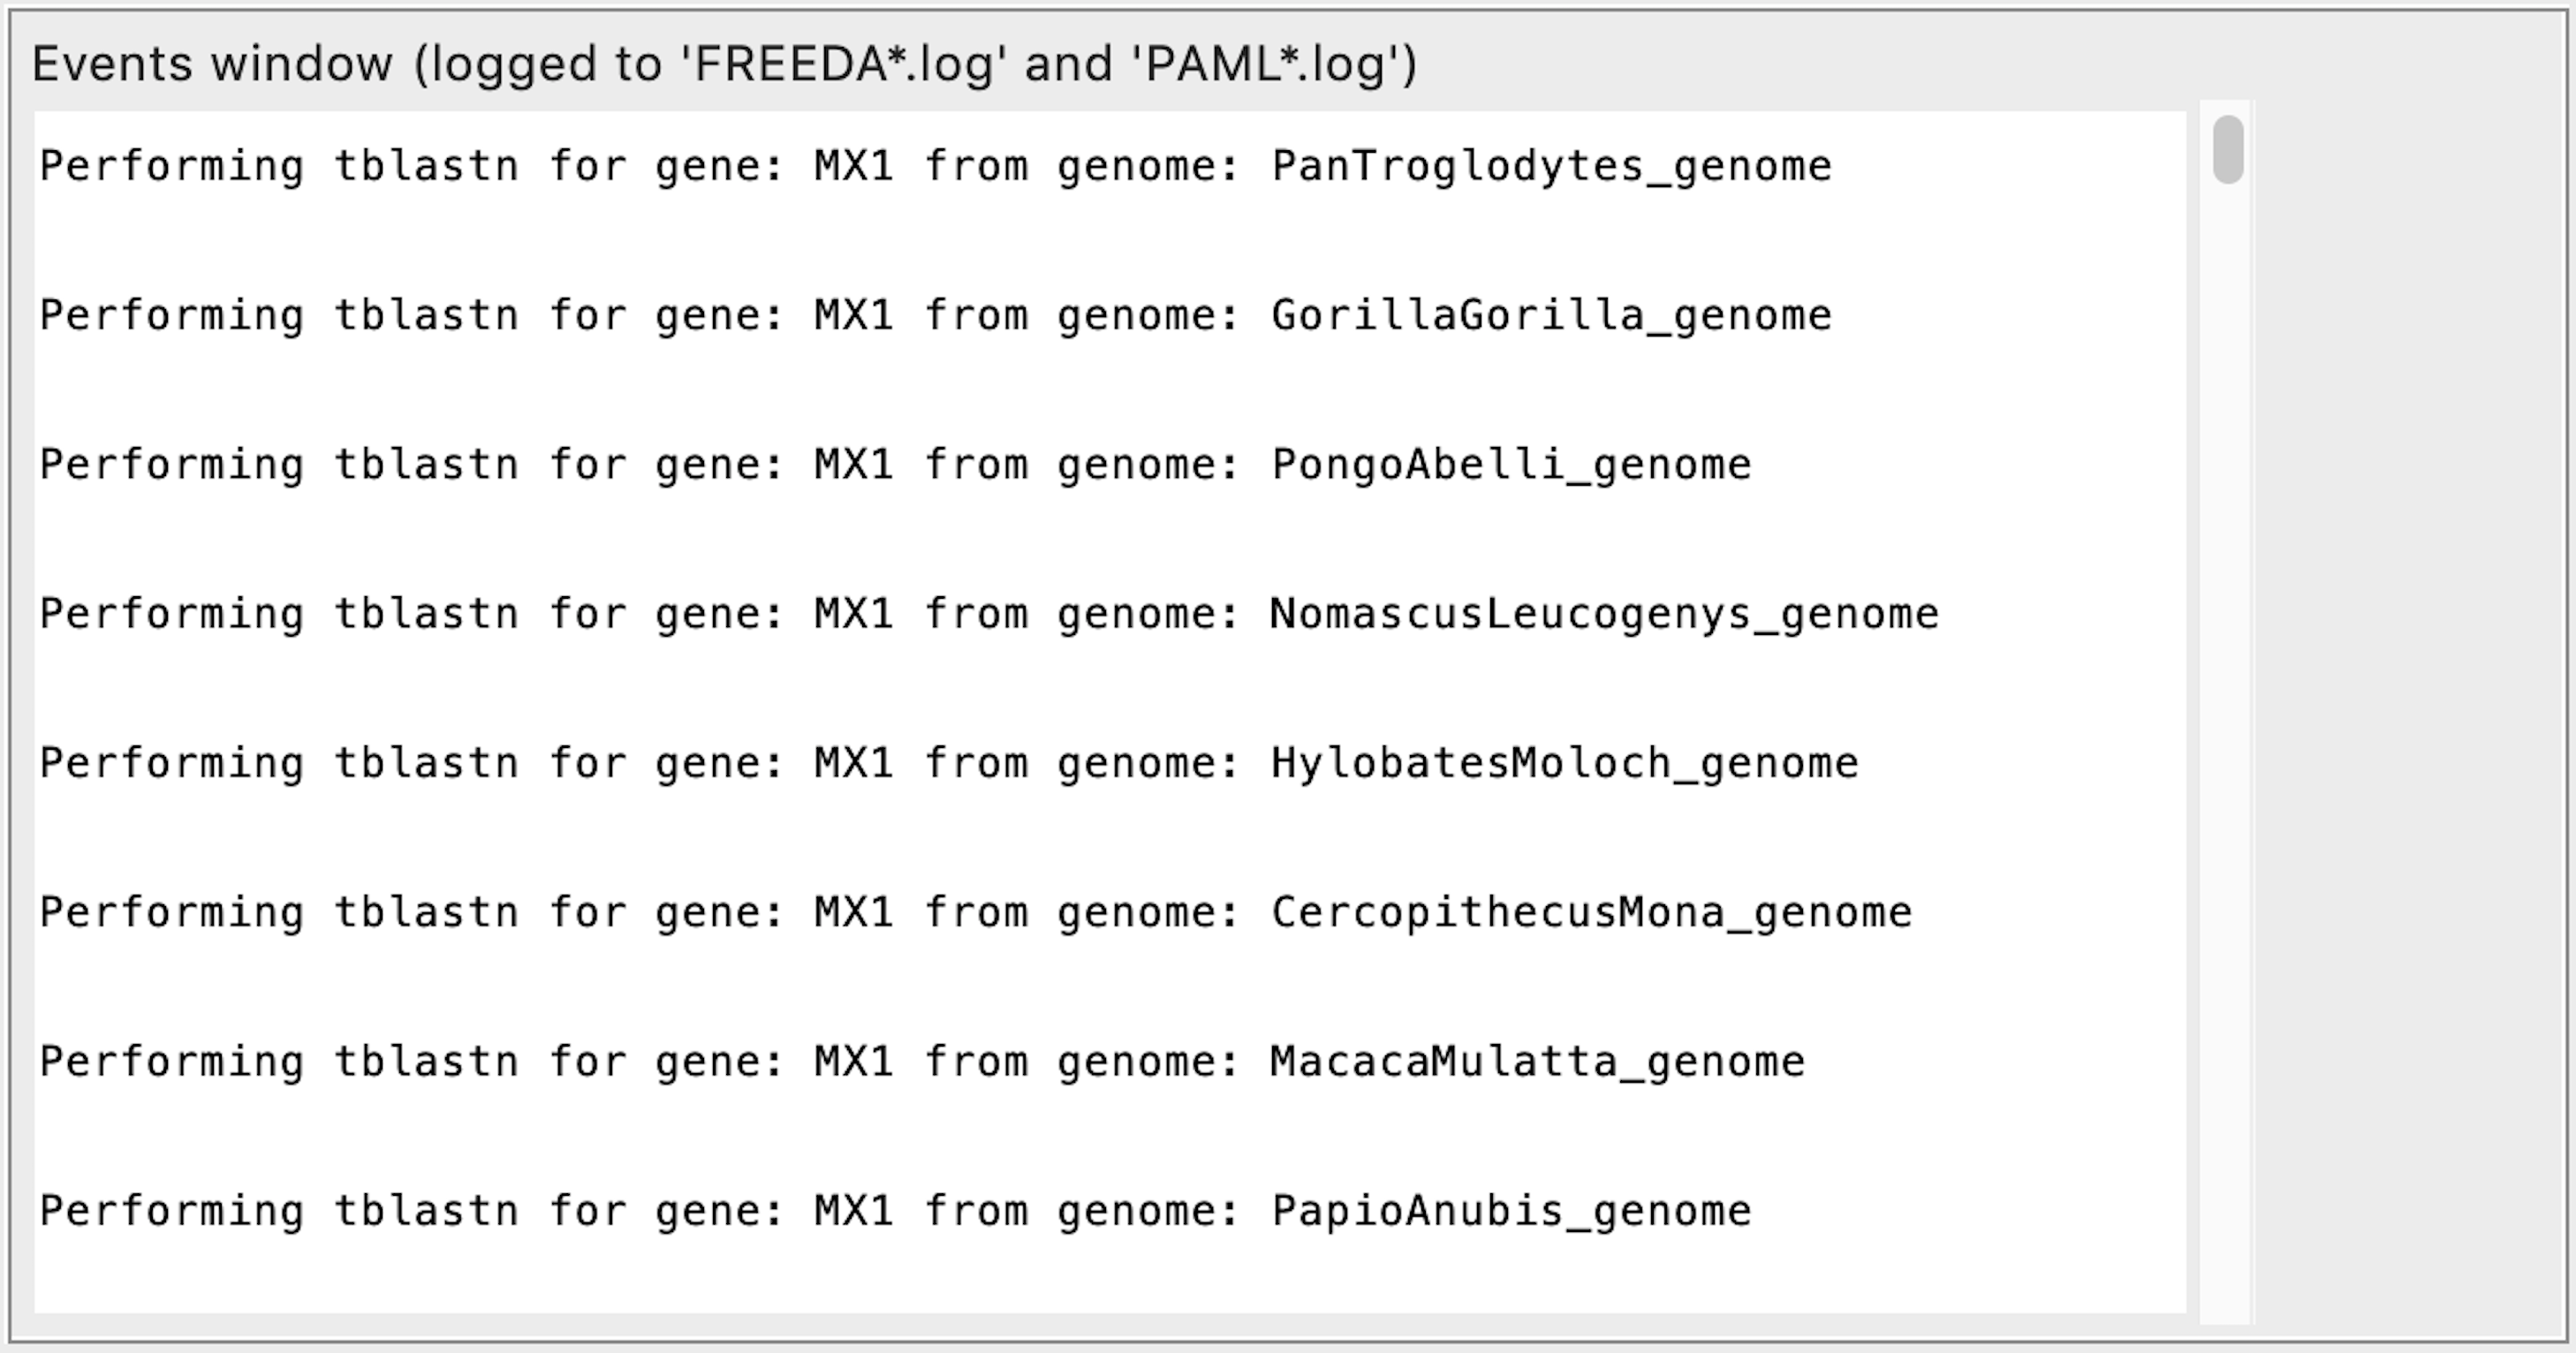 Events window (logged to 'FREEDA*.log' and 'PAML*.log')
Performing tblastn for gene: MX1 from genome: PanTroglodytes_genome
Performing tblastn for gene: MX1 from genome: GorillaGorilla_genome
Performing tblastn for gene: MX1 from genome: PongoAbelli_genome
Performing tblastn for gene: MX1 from genome: NomascusLeucogenys_genome
Performing tblastn for gene: MX1 from genome: HylobatesMoloch_genome
Performing tblastn for gene: MX1 from genome: CercopithecusMona_genome
Performing tblastn for gene: MX1 from genome: MacacaMulatta_genome
Performing tblastn for gene: MX1 from genome: PapioAnubis_genome